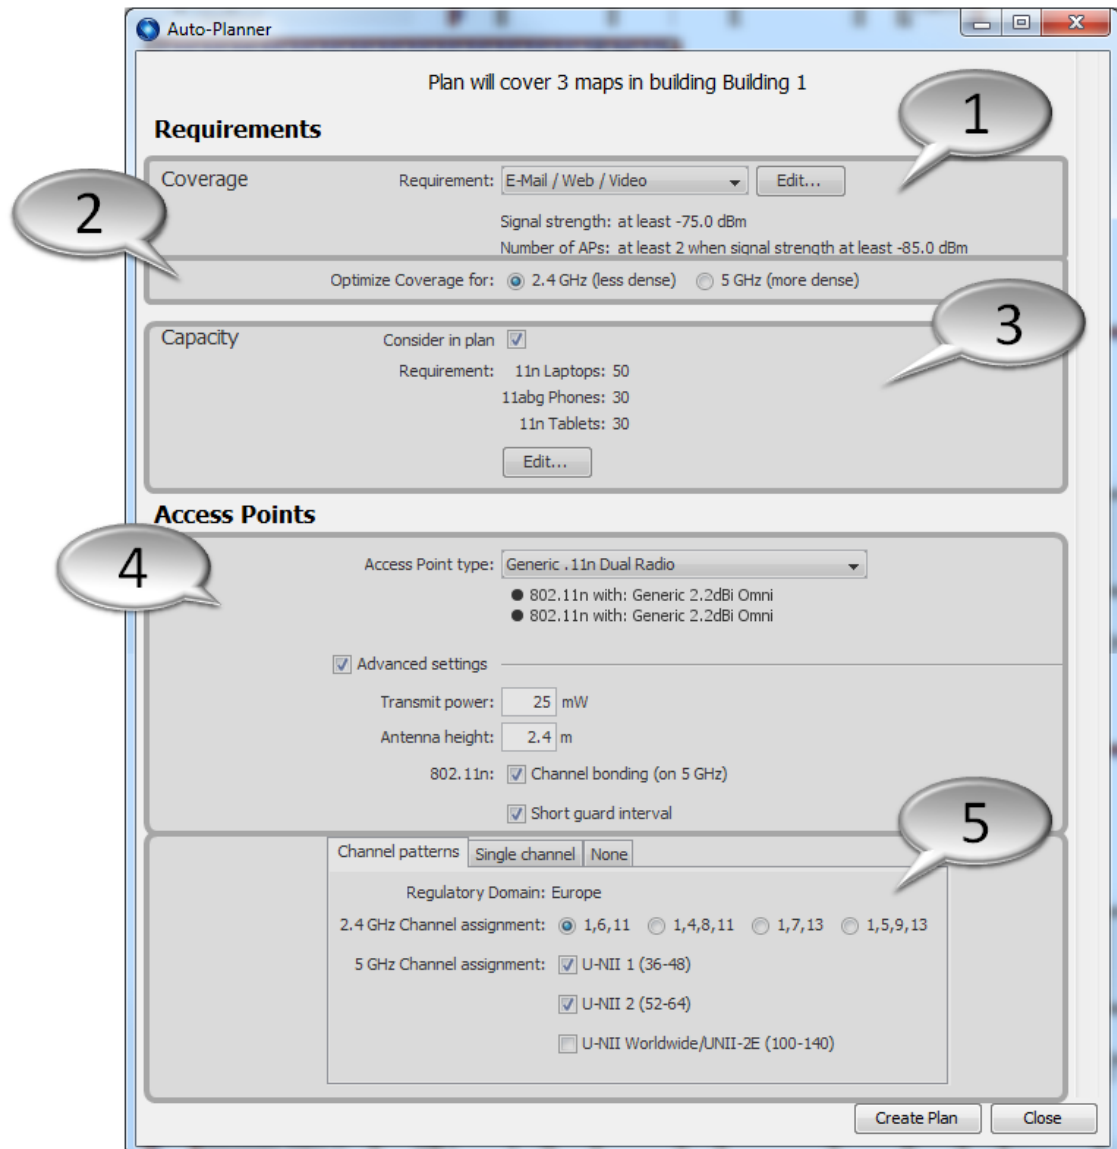 Auto-Planner
Plan will cover 3 maps in building Building 1
1
Requirements
Coverage
Requirement: E-Mail / Web / Video Edit...
2
Signal strength: at least -75.0 dBm
Number of APs: at least 2 when signal strength at least -85.0 dBm
Optimize Coverage for: 2.4 GHz (less dense) 5 GHz (more dense)
3
Capacity Consider in plan
Requirement: 11n Laptops: 50
11abg Phones: 30
11n Tablets: 30
Edit...
Access Points
4
Access Point type: Generic .11n Dual Radio
802.11n with: Generic 2.2dBi Omni
802.11n with: Generic 2.2dBi Omni
Advanced settings
Transmit power: 25 mW
Antenna height: 2.4 m
802.11n: Channel bonding (on 5 GHz)
Short guard interval
5
Channel patterns Single channel None
Regulatory Domain: Europe
2.4 GHz Channel assignment: 1,6,11 1,4,8,11 1,7,13 1,5,9,13
5 GHz Channel assignment: U-NII 1 (36-48)
U-NII 2 (52-64)
U-NII Worldwide/UNII-2E (100-140)
Create Plan Close